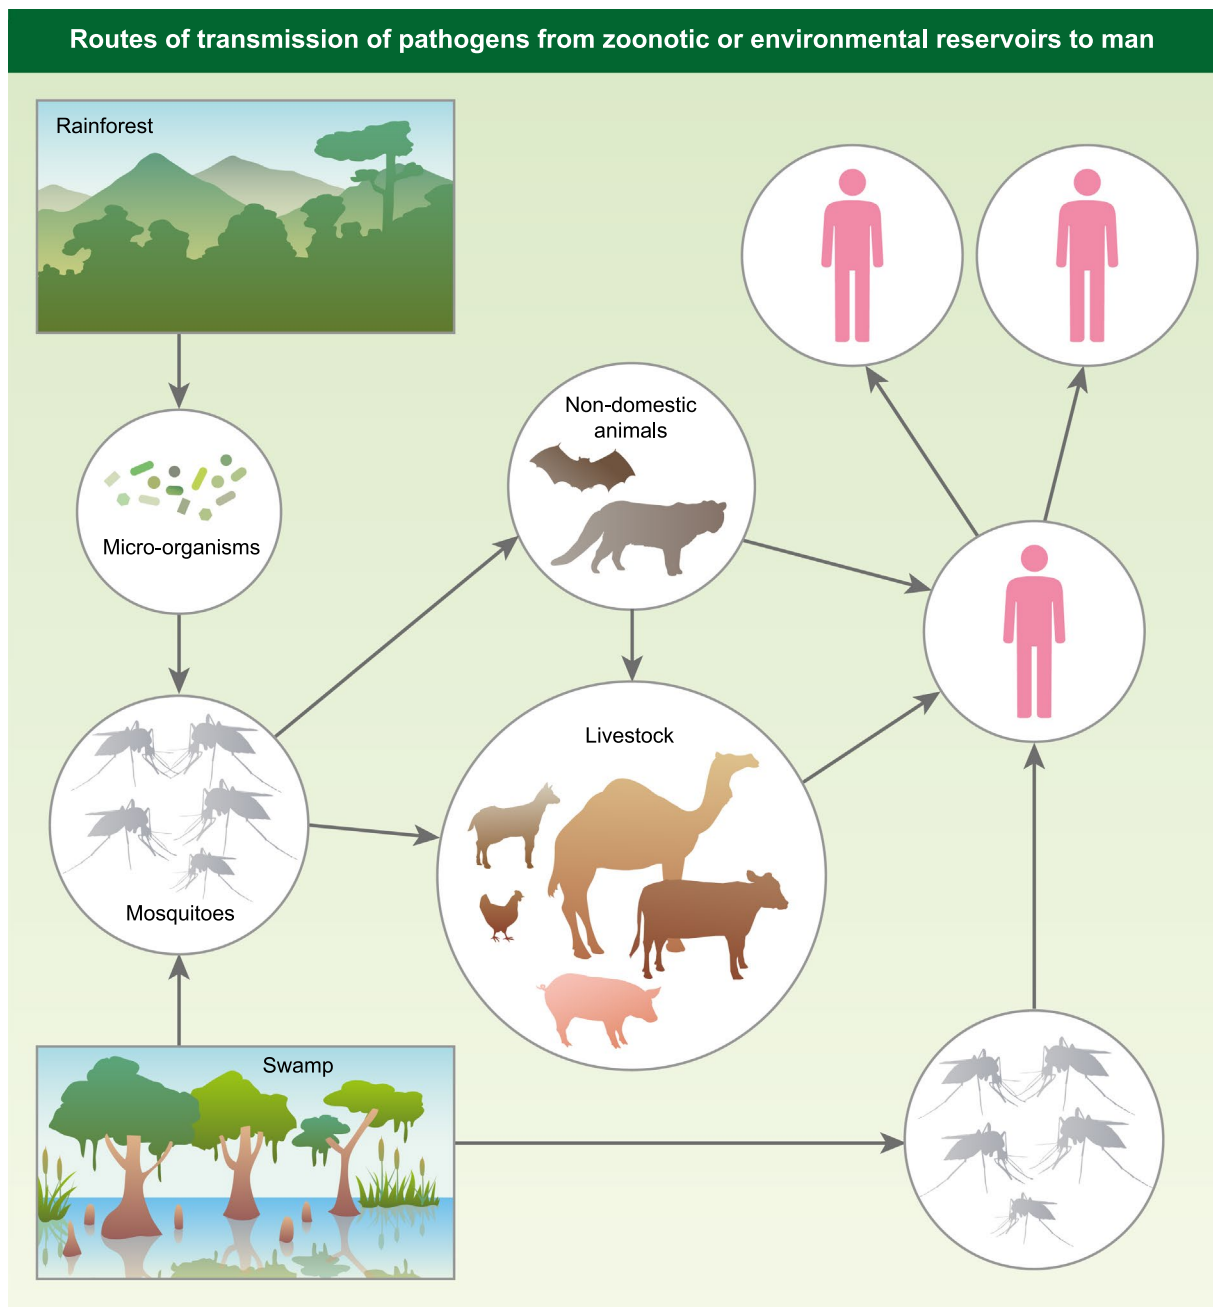 Routes of transmission of pathogens from zoonotic or environmental reservoirs to man
Rainforest
Non-domestic
animals
Micro-organisms
Livestock
Mosquitoes
Swamp